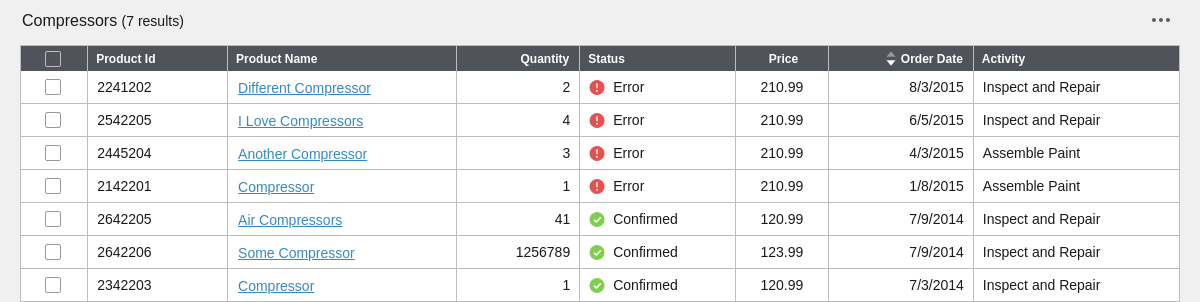 Compressors (7 results)
Product Id Product Name Quantity Status Price Order Date Activity
2241202 Different Compressor 2 Error 210.99 8/3/2015 Inspect and Repair
2542205 I Love Compressors 4 Error 210.99 6/5/2015 Inspect and Repair
2445204 Another Compressor 3 Error 210.99 4/3/2015 Assemble Paint
2142201 Compressor 1 Error 210.99 1/8/2015 Assemble Paint
2642205 Air Compressors 41 Confirmed 120.99 7/9/2014 Inspect and Repair
2642206 Some Compressor 1256789 Confirmed 123.99 7/9/2014 Inspect and Repair
2342203 Compressor 1 Confirmed 120.99 7/3/2014 Inspect and Repair